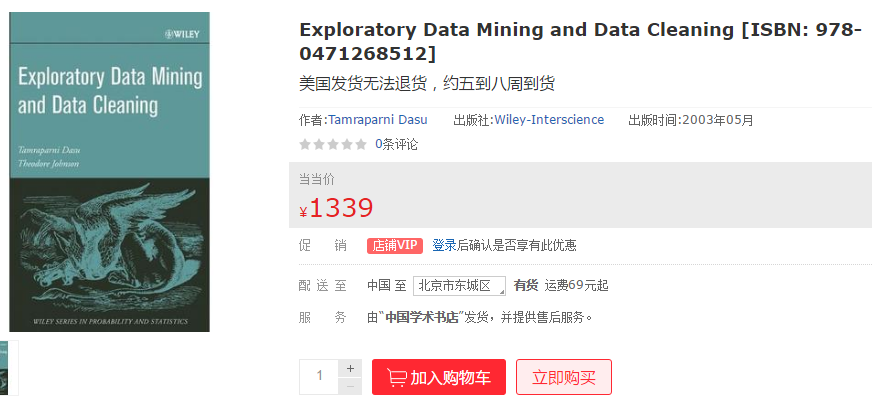 WILEY
Exploratory Data Mining
and Data Cleaning
Tamraparni Dasu
Theodore Johnson
WILEY SERIES IN PROBABILITY AND STATISTICS
Exploratory Data Mining and Data Cleaning [ISBN: 978-
0471268512]
美国发货无法退货，约五到八周到货
作者:Tamraparni Dasu 出版社:Wiley-Interscience 出版时间:2003年05月
0条评论
当当价
¥1339
促 销 店铺VIP 登录后确认是否享有此优惠
配送至 中国 至 北京市东城区 有货 运费69元起
服 务 由“中国学术书店”发货，并提供售后服务。
1 + − 加入购物车 立即购买